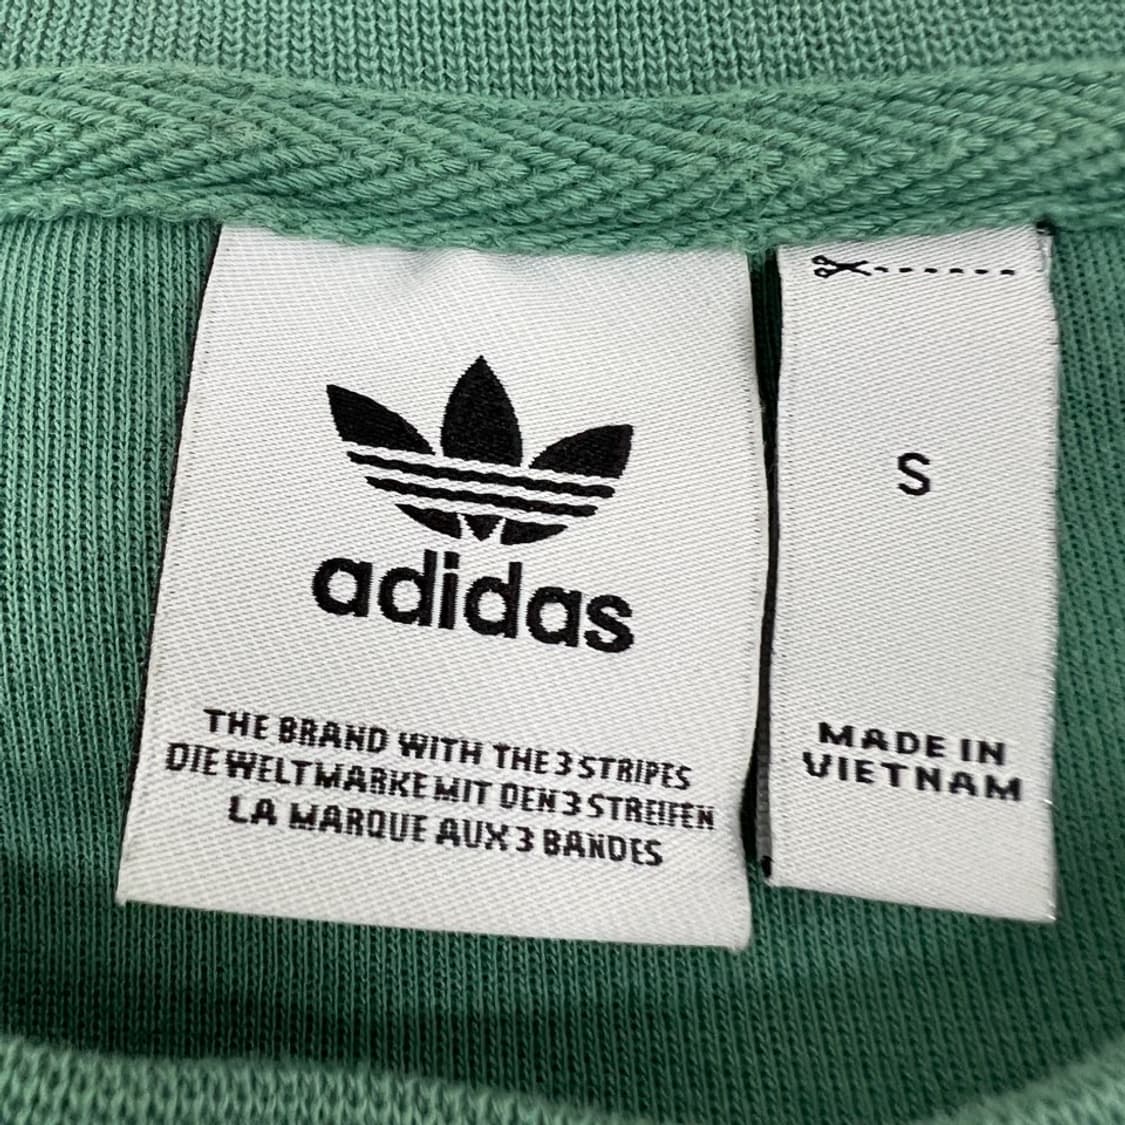 adidas
THE BRAND WITH THE 3 STRIPES
DIE WELTMARKE MIT DEN 3 STREIFEN
LA MARQUE AUX 3 BANDES
S
MADE IN
VIETNAM